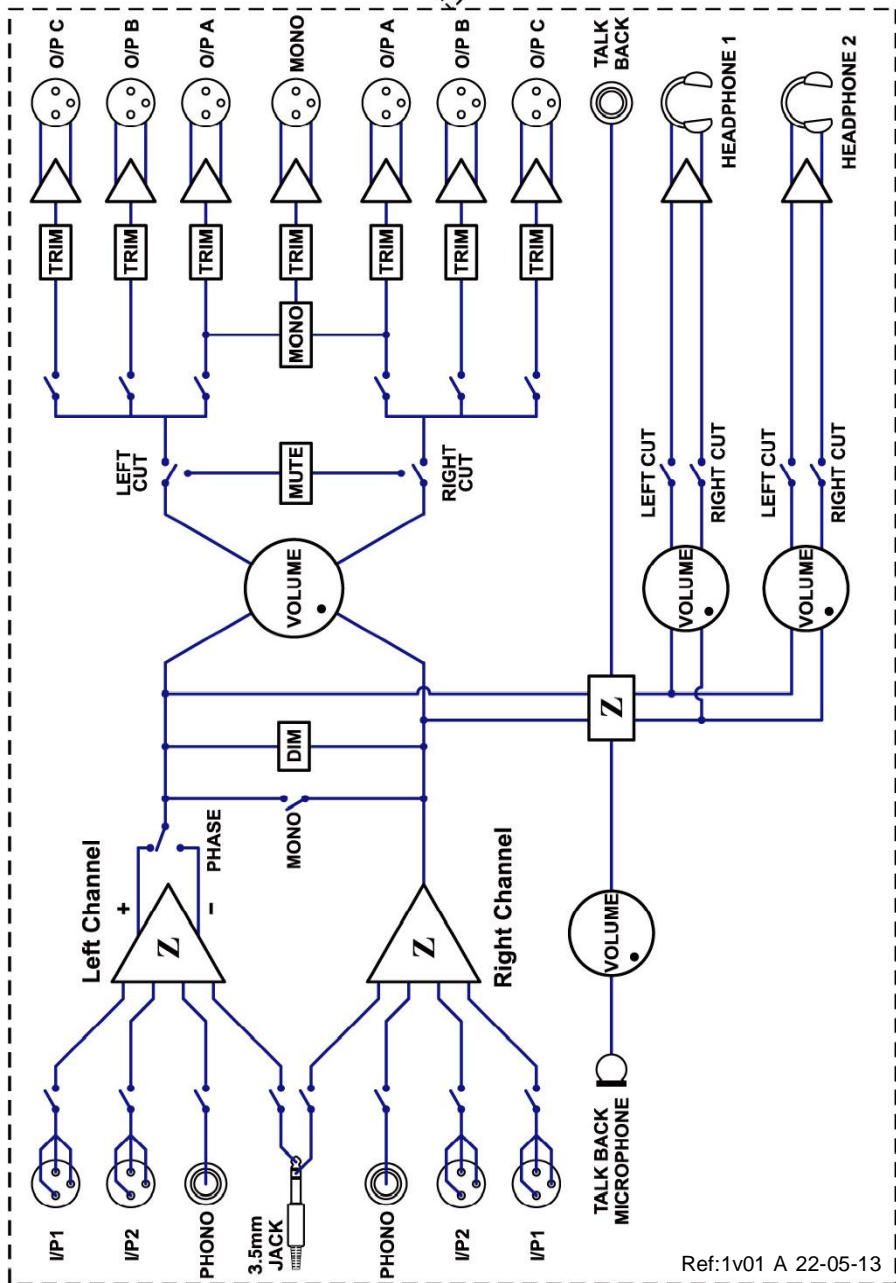 O/P C
O/P B
O/P A
MONO
O/P A
O/P B
O/P C
TALK
BACK
HEADPHONE 1
HEADPHONE 2
TRIM
TRIM
TRIM
TRIM
TRIM
TRIM
TRIM
MONO
LEFT
CUT
MUTE
RIGHT
CUT
LEFT CUT
RIGHT CUT
LEFT CUT
RIGHT CUT
VOLUME
VOLUME
VOLUME
Z
DIM
MONO
PHASE
Left Channel
+
–
Z
Right Channel
Z
VOLUME
I/P1
I/P2
PHONO
3.5mm
JACK
PHONO
I/P2
I/P1
TALK BACK
MICROPHONE
Ref:1v01 A 22-05-13